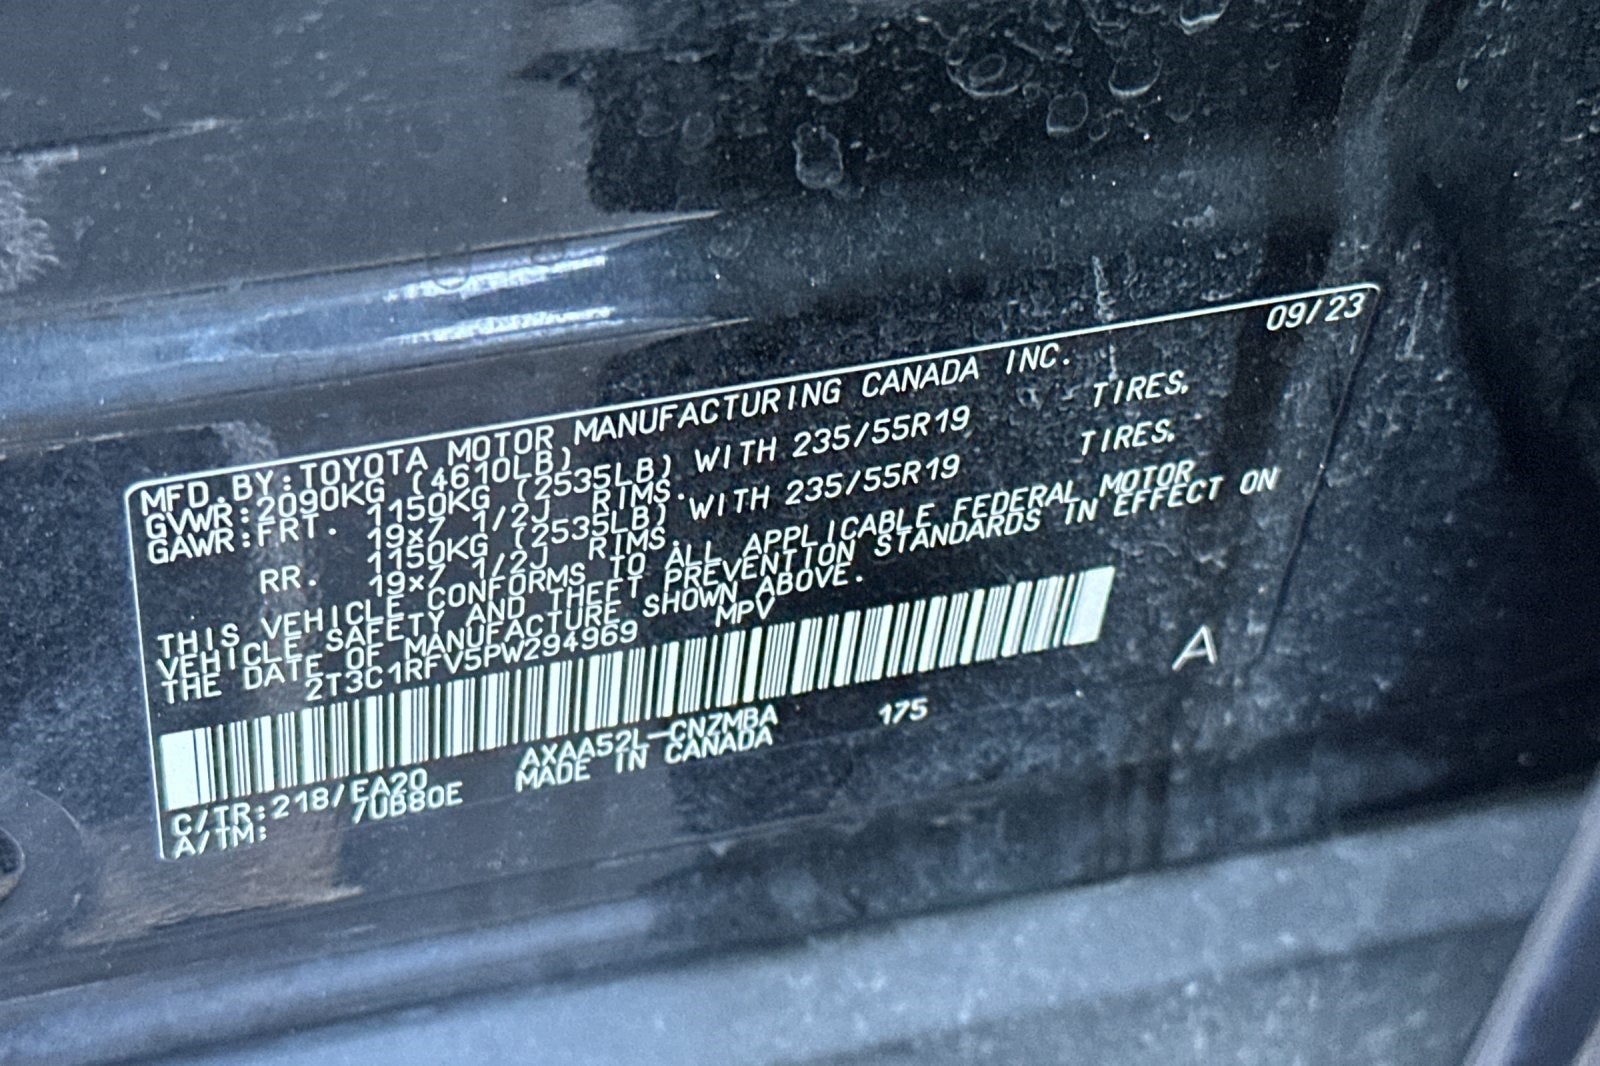 09/23
MFD.BY:TOYOTA MOTOR MANUFACTURING CANADA INC.
GVWR:2090KG (4610LB)
GAWR:FRT. 1150KG (2535LB) WITH 235/55R19 TIRES,
19x7 1/2J RIMS.
RR. 1150KG (2535LB) WITH 235/55R19 TIRES,
19x7 1/2J RIMS.
THIS VEHICLE CONFORMS TO ALL APPLICABLE FEDERAL MOTOR
VEHICLE SAFETY AND THEFT PREVENTION STANDARDS IN EFFECT ON
THE DATE OF MANUFACTURE SHOWN ABOVE.
2T3C1RFV5PW294969 MPV
A
C/TR:218/EA20 AXAA52L-CNZMBA 175
A/TM: /UB80E MADE IN CANADA